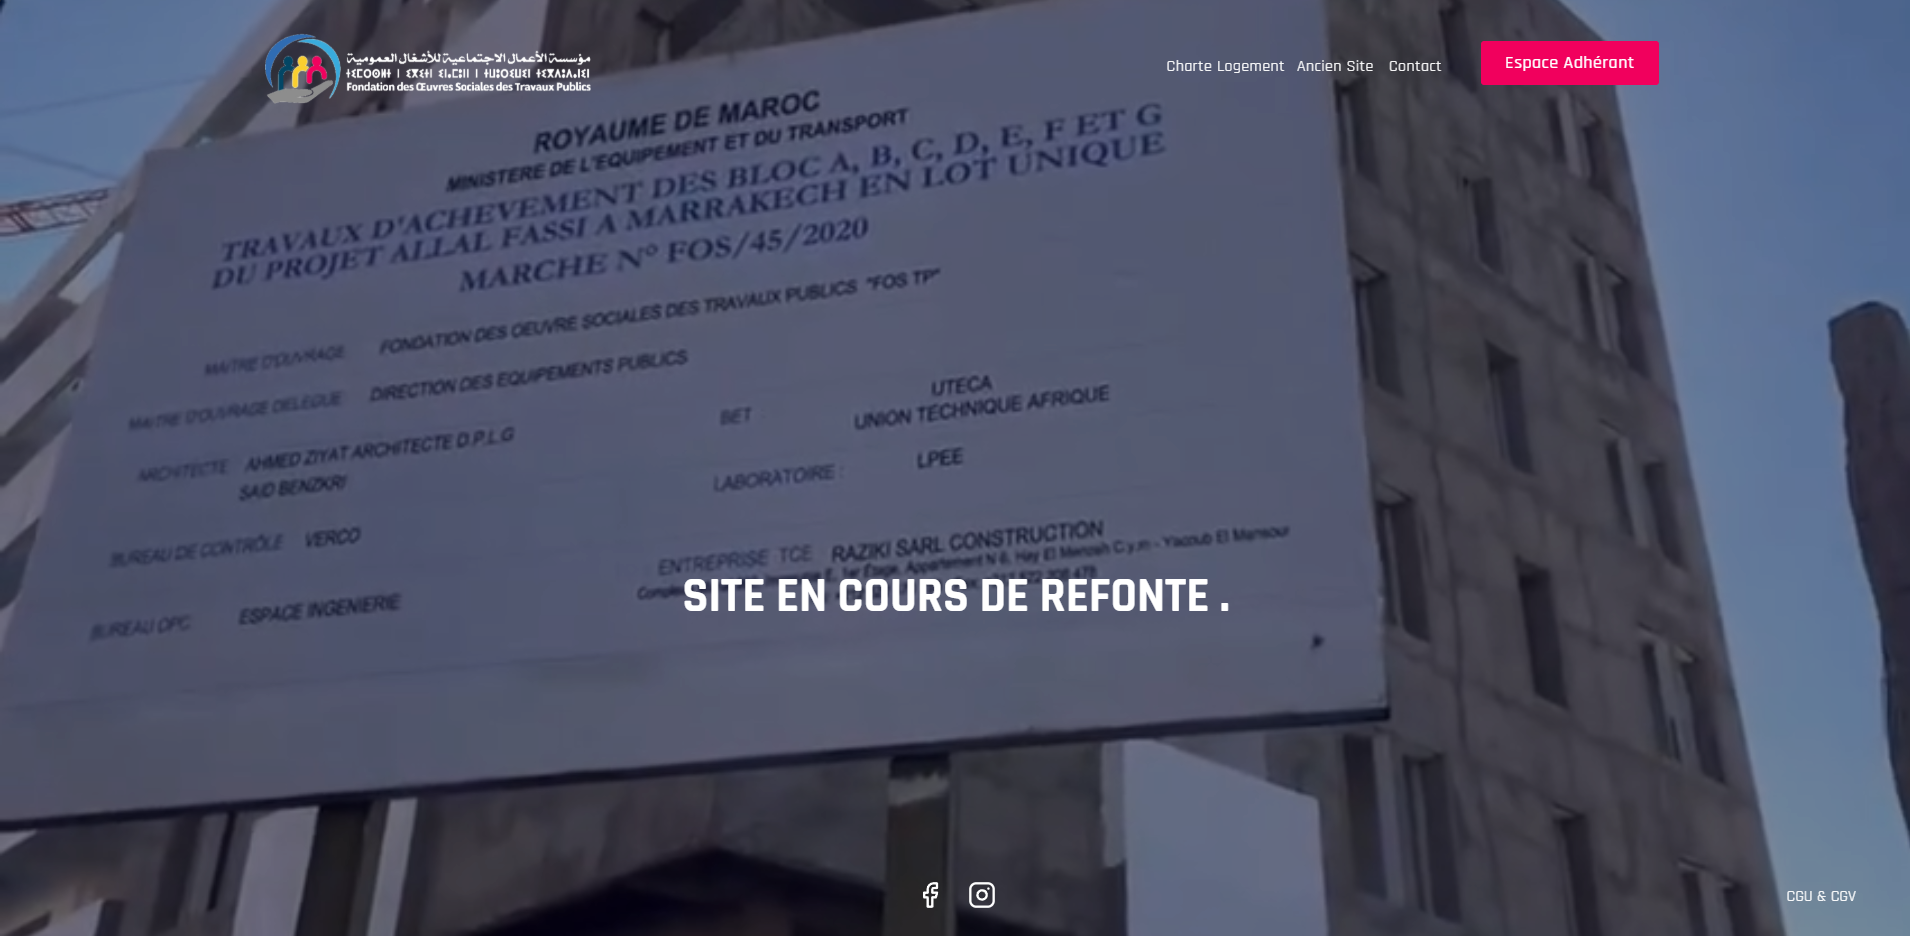 مؤسسة الأعمال الاجتماعية للأشغال العمومية
Fondation des Œuvres Sociales des Travaux Publics
Charte Logement
Ancien Site
Contact
Espace Adhérant
ROYAUME DE MAROC
MINISTERE DE L'EQUIPEMENT ET DU TRANSPORT
TRAVAUX D'ACHEVEMENT DES BLOC A, B, C, D, E, F ET G
DU PROJET ALLAL FASSI A MARRAKECH EN LOT UNIQUE
MARCHE N° FOS/45/2020
MAITRE D'OUVRAGE FONDATION DES OEUVRE SOCIALES DES TRAVAUX PUBLICS "FOS TP"
MAITRE D'OUVRAGE DELEGUE DIRECTION DES EQUIPEMENTS PUBLICS
ARCHITECTE AHMED ZIYAT ARCHITECTE D.P.L.G
SAID BENZKRI
BET : UTECA
UNION TECHNIQUE AFRIQUE
LABORATOIRE : LPEE
BUREAU DE CONTRÔLE VERCO
ENTREPRISE TCE RAZIKI SARL CONSTRUCTION
1er Étage, Appartement N 6, Hay El Menzah C.y.m - Yacoub El Mansour
BUREAU OPC ESPACE INGENIERIE
SITE EN COURS DE REFONTE .
CGU & CGV